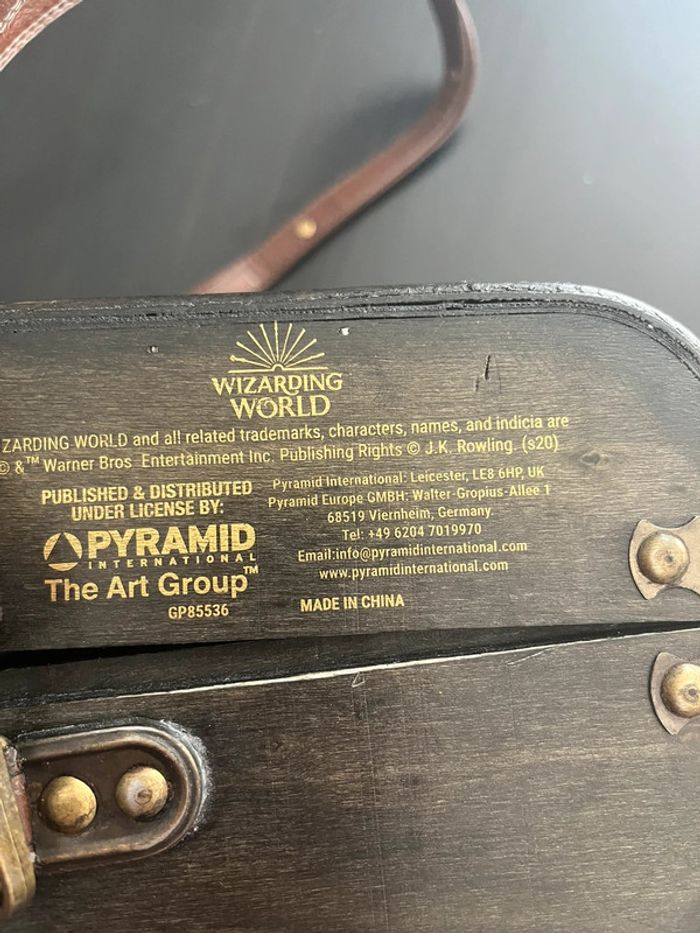 WIZARDING
WORLD
ZARDING WORLD and all related trademarks, characters, names, and indicia are
© &™ Warner Bros Entertainment Inc. Publishing Rights © J.K. Rowling. (s20)
PUBLISHED & DISTRIBUTED
UNDER LICENSE BY:
PYRAMID
INTERNATIONAL
The Art Group™
GP85536
Pyramid International: Leicester, LE8 6HP, UK
Pyramid Europe GMBH: Walter-Gropius-Allee 1
68519 Viernheim, Germany.
Tel: +49 6204 7019970
Email:info@pyramidinternational.com
www.pyramidinternational.com
MADE IN CHINA